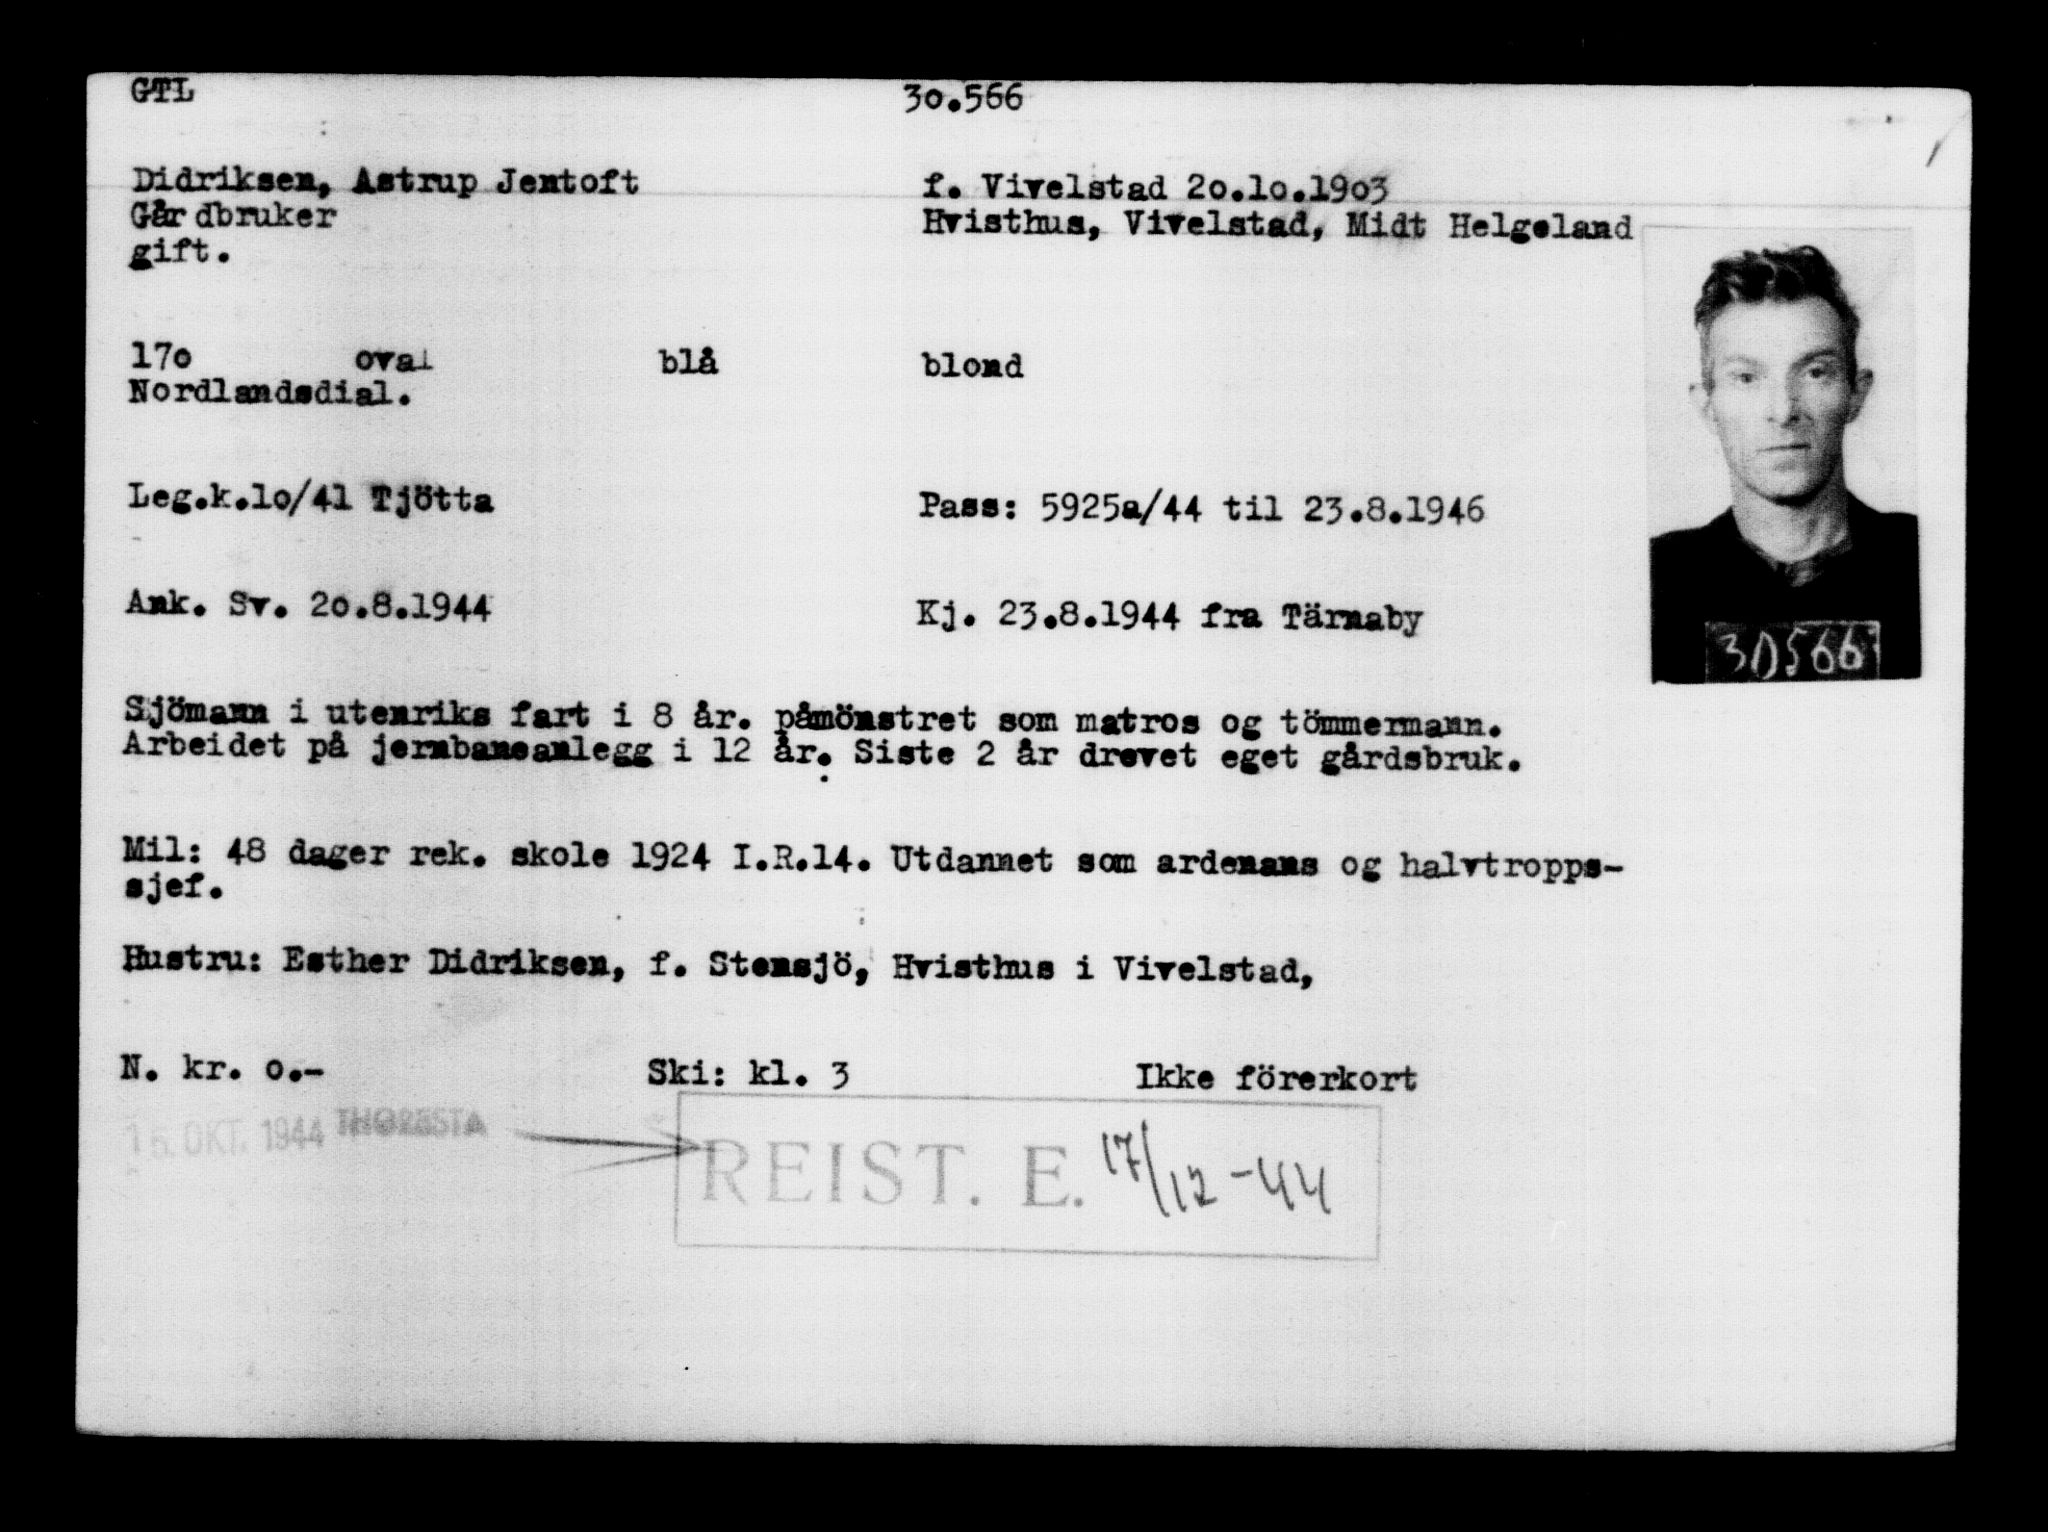 GTL 30.566
Didriksen, Astrup Jentoft f. Vivelstad 20.10.1903
Gårdbruker Hvisthus, Vivelstad, Midt Helgeland
gift.
170 oval blå blond
Nordlandsdial.
Leg.k.10/41 Tjötta Pass: 5925a/44 til 23.8.1946
Ank. Sv. 20.8.1944 Kj. 23.8.1944 fra Tärnaby
30566
Sjömann i utenriks fart i 8 år. påmönstret som matros og tömmermann.
Arbeidet på jernbaneanlegg i 12 år. Siste 2 år drevet eget gårdsbruk.
Mil: 48 dager rek. skole 1924 I.R.14. Utdannet som ardenans og halvtropps-
sjef.
Hustru: Esther Didriksen, f. Stensjö, Hvisthus i Vivelstad,
N. kr. 0.- Ski: kl. 3 Ikke förerkort
15. OKT. 1944 THORESTA
REIST. E. 17/12-44